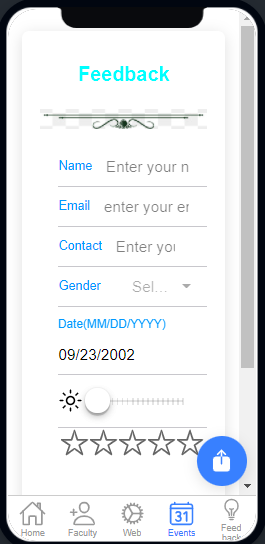 Feedback
Name Enter your n
Email enter your er
Contact Enter you
Gender Sel...
Date(MM/DD/YYYY)
09/23/2002
31
Home Faculty Web Events Feed
back